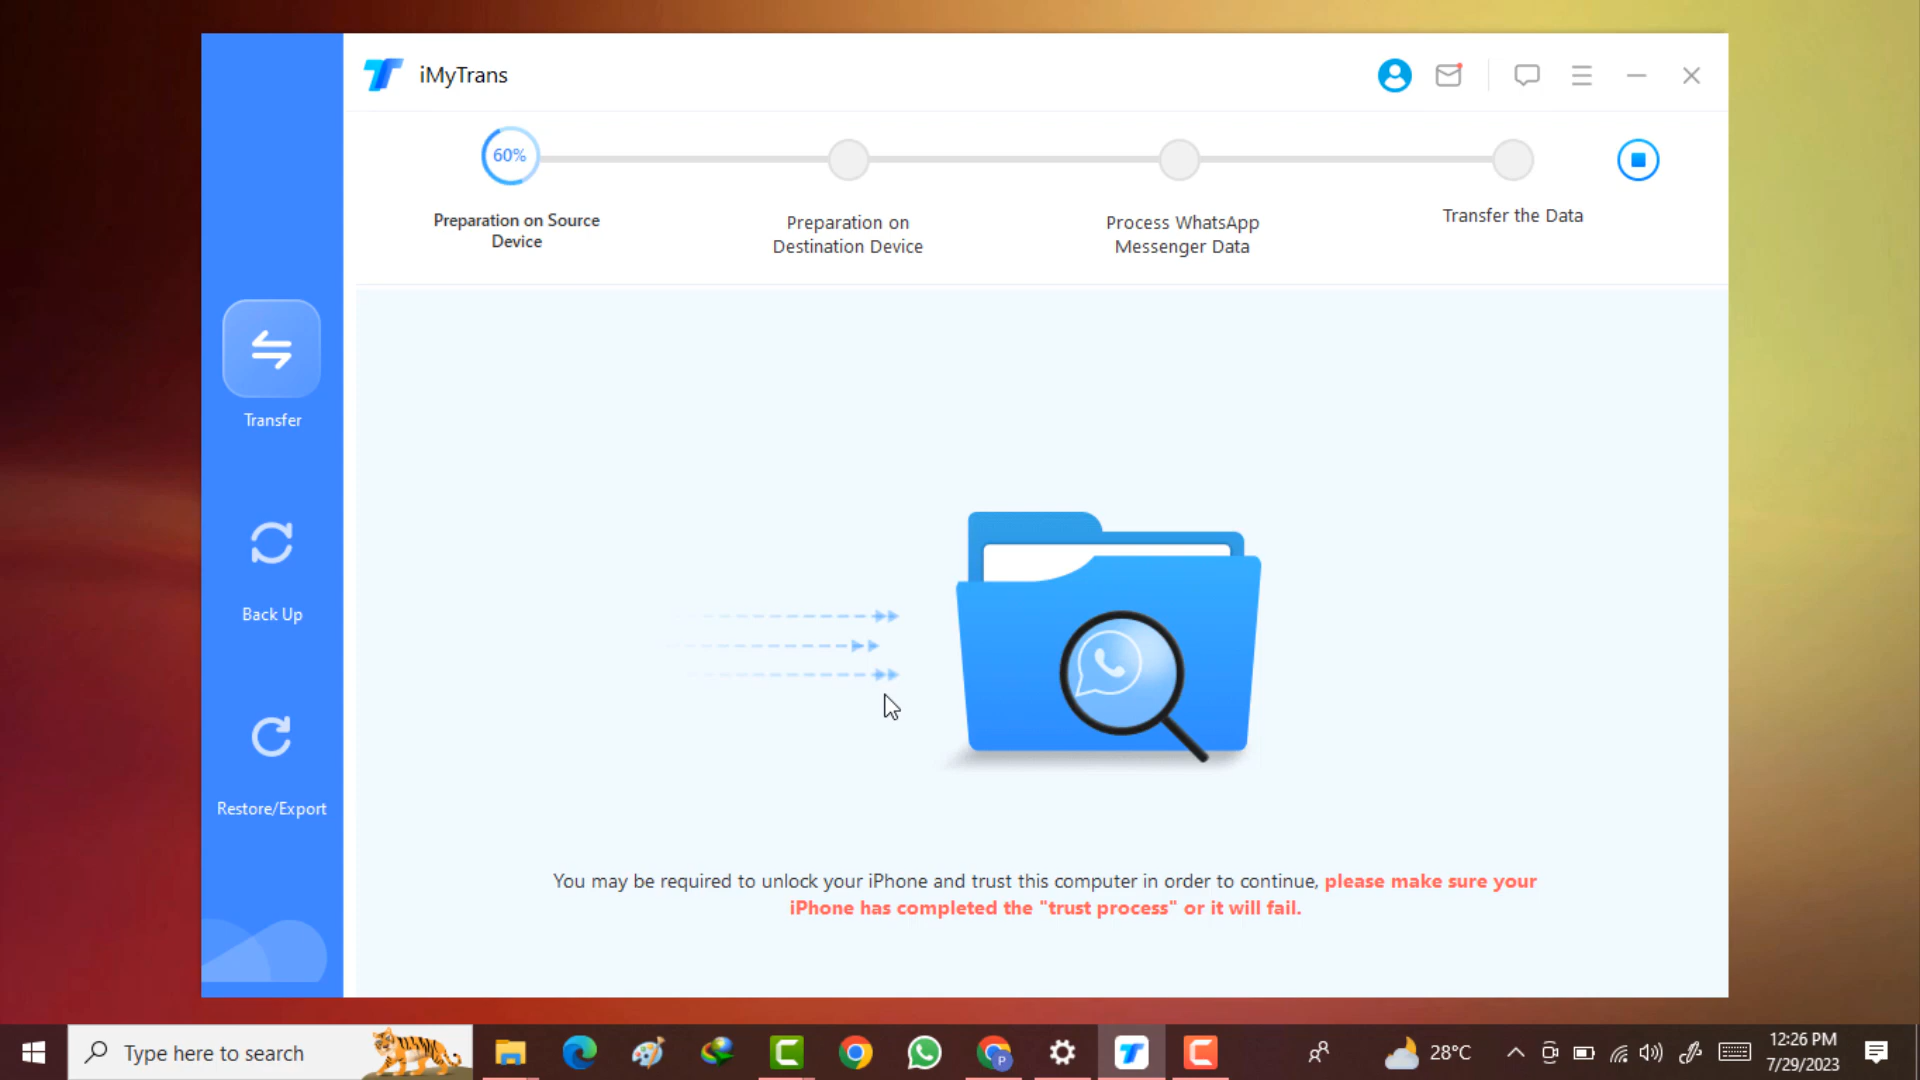 iMyTrans
60%
Preparation on Source
Device
Preparation on
Destination Device
Process WhatsApp
Messenger Data
Transfer the Data
Transfer
Back Up
Restore/Export
You may be required to unlock your iPhone and trust this computer in order to continue, please make sure your
iPhone has completed the "trust process" or it will fail.
Type here to search
P
28°C
12:26 PM
7/29/2023